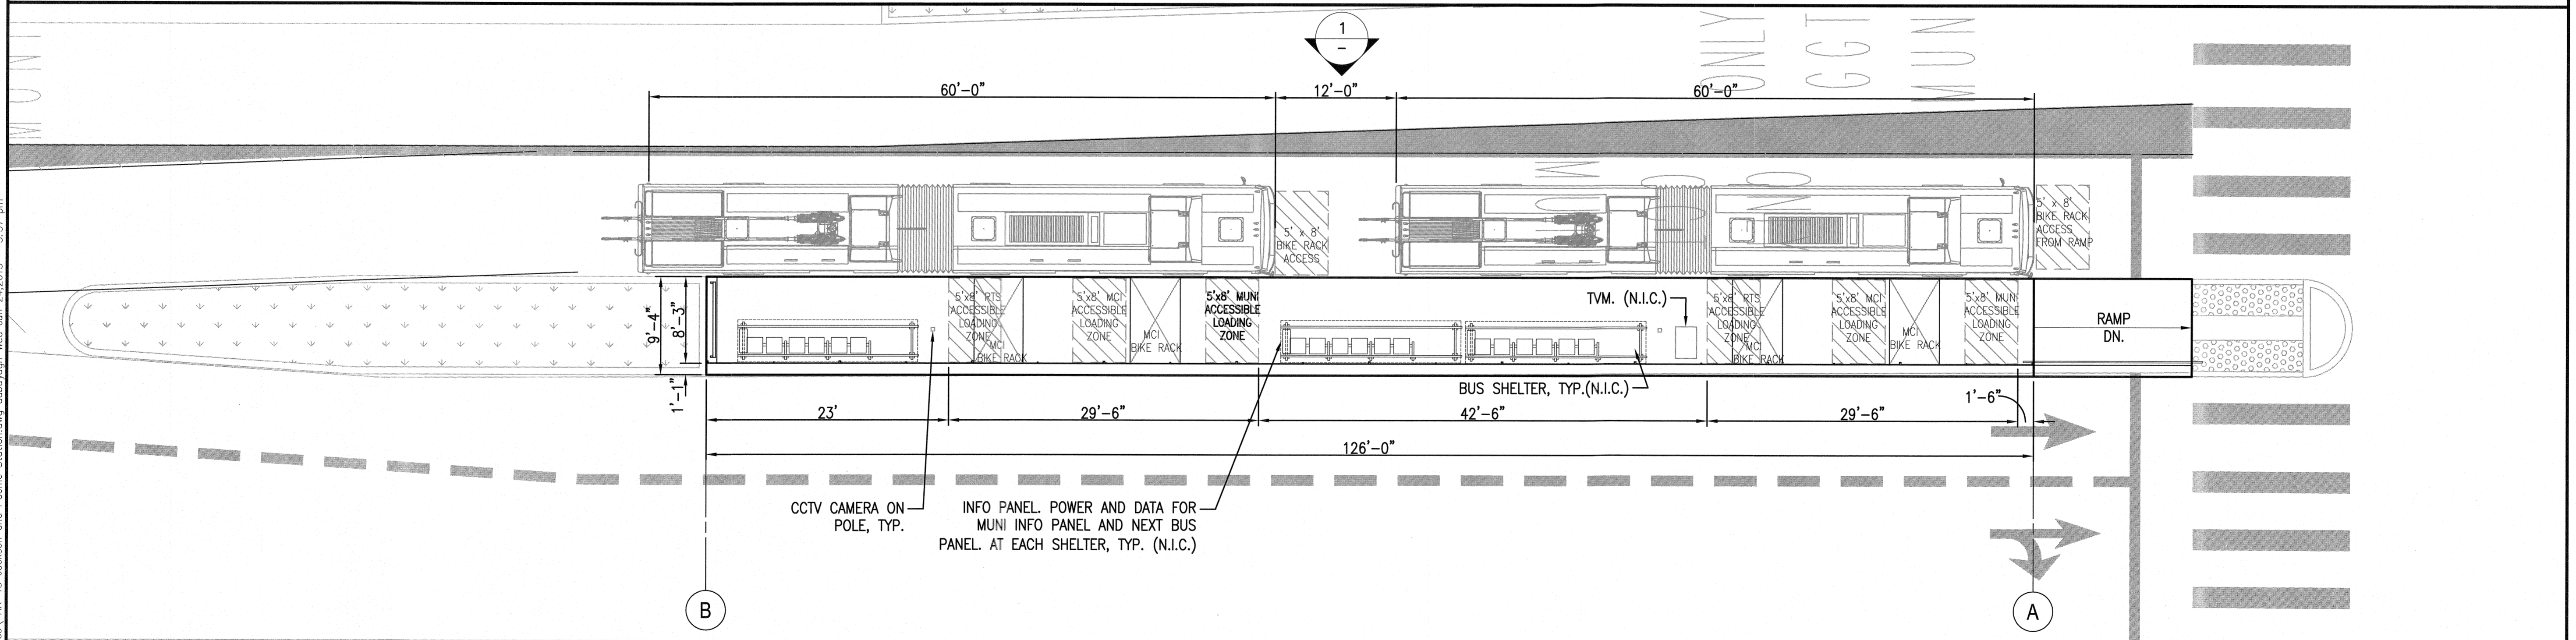 1
–
ONLY
GGT
MUNI
60'-0"
12'-0"
60'-0"
5' x 8'
BIKE RACK
ACCESS
5' x 8'
BIKE RACK
ACCESS
FROM RAMP
9'-4"
8'-3"
1'-1"
5'x8' RTS
ACCESSIBLE
LOADING
ZONE
MCI
BIKE RACK
5'x8' MCI
ACCESSIBLE
LOADING
ZONE
MCI
BIKE RACK
5'x8' MUNI
ACCESSIBLE
LOADING
ZONE
TVM. (N.I.C.)
5'x8' RTS
ACCESSIBLE
LOADING
ZONE
MCI
BIKE RACK
5'x8' MCI
ACCESSIBLE
LOADING
ZONE
MCI
BIKE RACK
5'x8' MUNI
ACCESSIBLE
LOADING
ZONE
RAMP
DN.
BUS SHELTER, TYP.(N.I.C.)
23'
29'-6"
42'-6"
29'-6"
1'-6"
126'-0"
CCTV CAMERA ON
POLE, TYP.
INFO PANEL. POWER AND DATA FOR
MUNI INFO PANEL AND NEXT BUS
PANEL. AT EACH SHELTER, TYP. (N.I.C.)
B
A